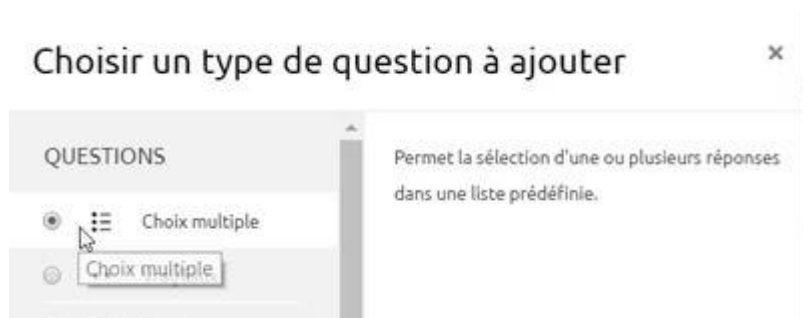 Choisir un type de question à ajouter ×
QUESTIONS
Permet la sélection d'une ou plusieurs réponses
dans une liste prédéfinie.
Choix multiple
Choix multiple